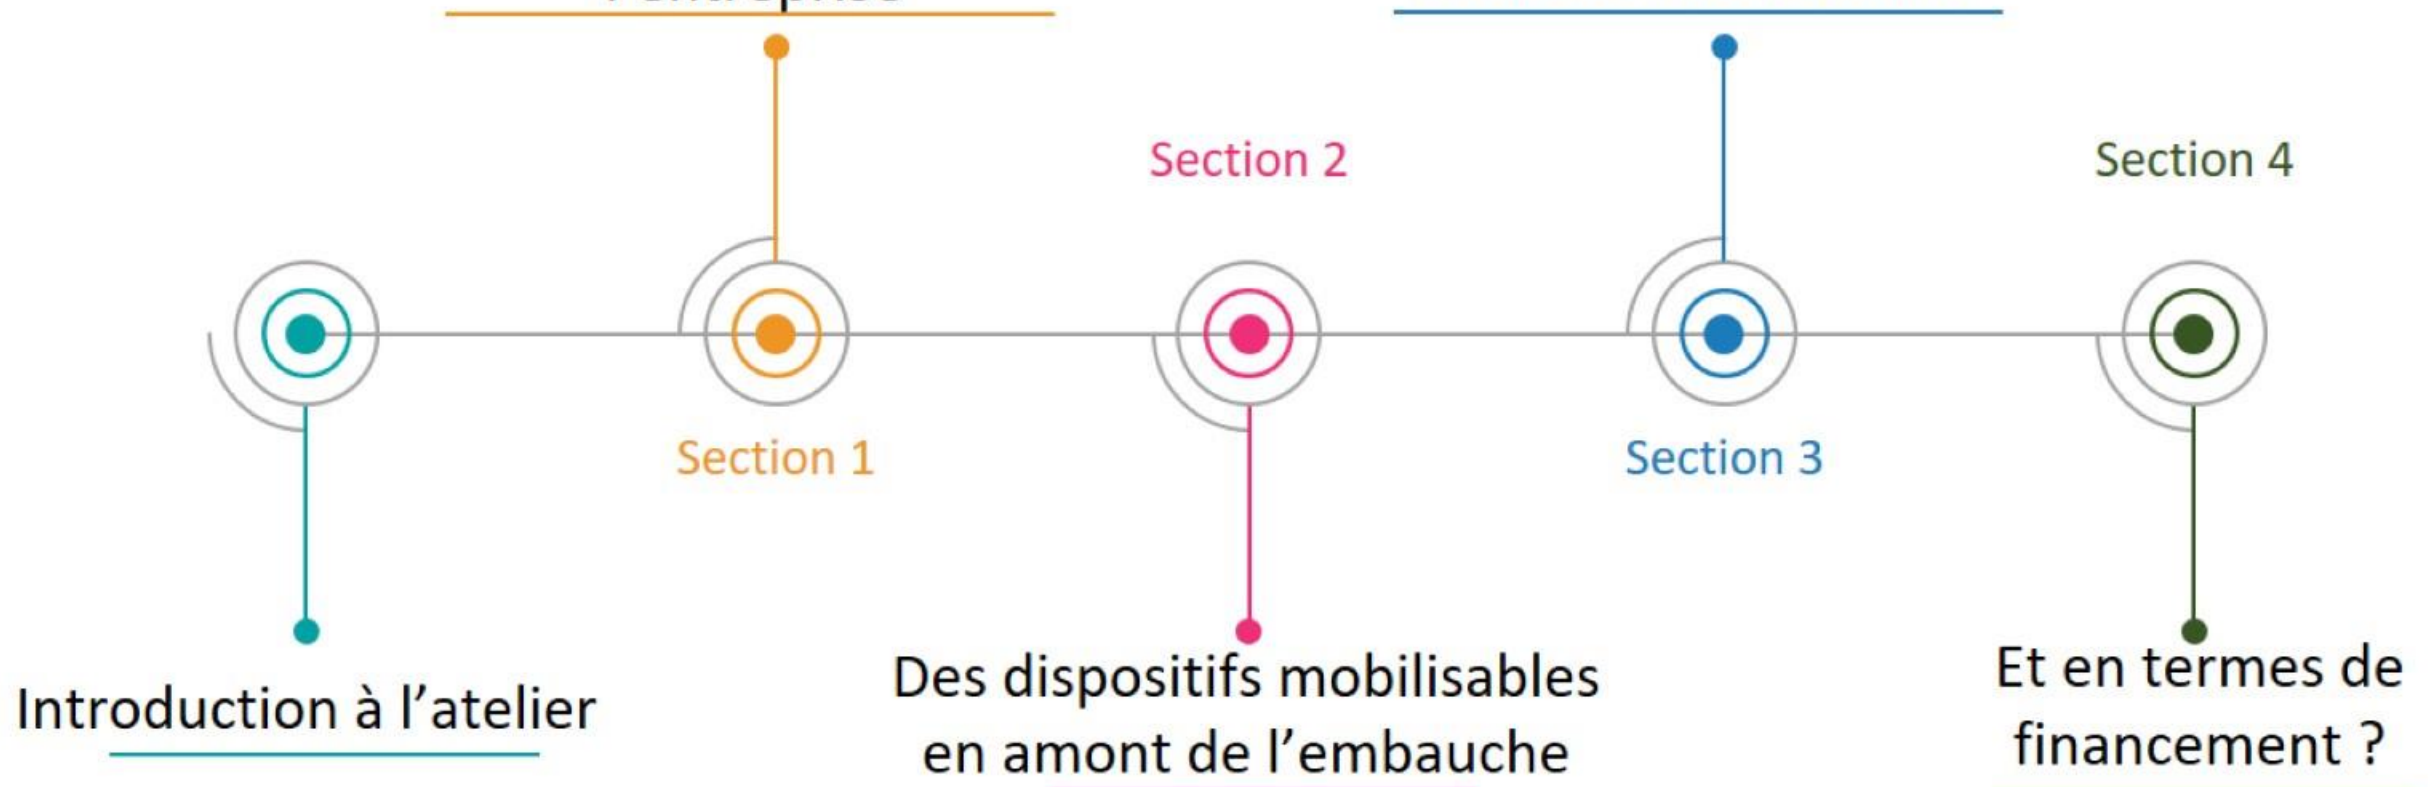 Section 2
Section 4
Section 1
Section 3
Introduction à l’atelier
Des dispositifs mobilisables
en amont de l’embauche
Et en termes de
financement ?